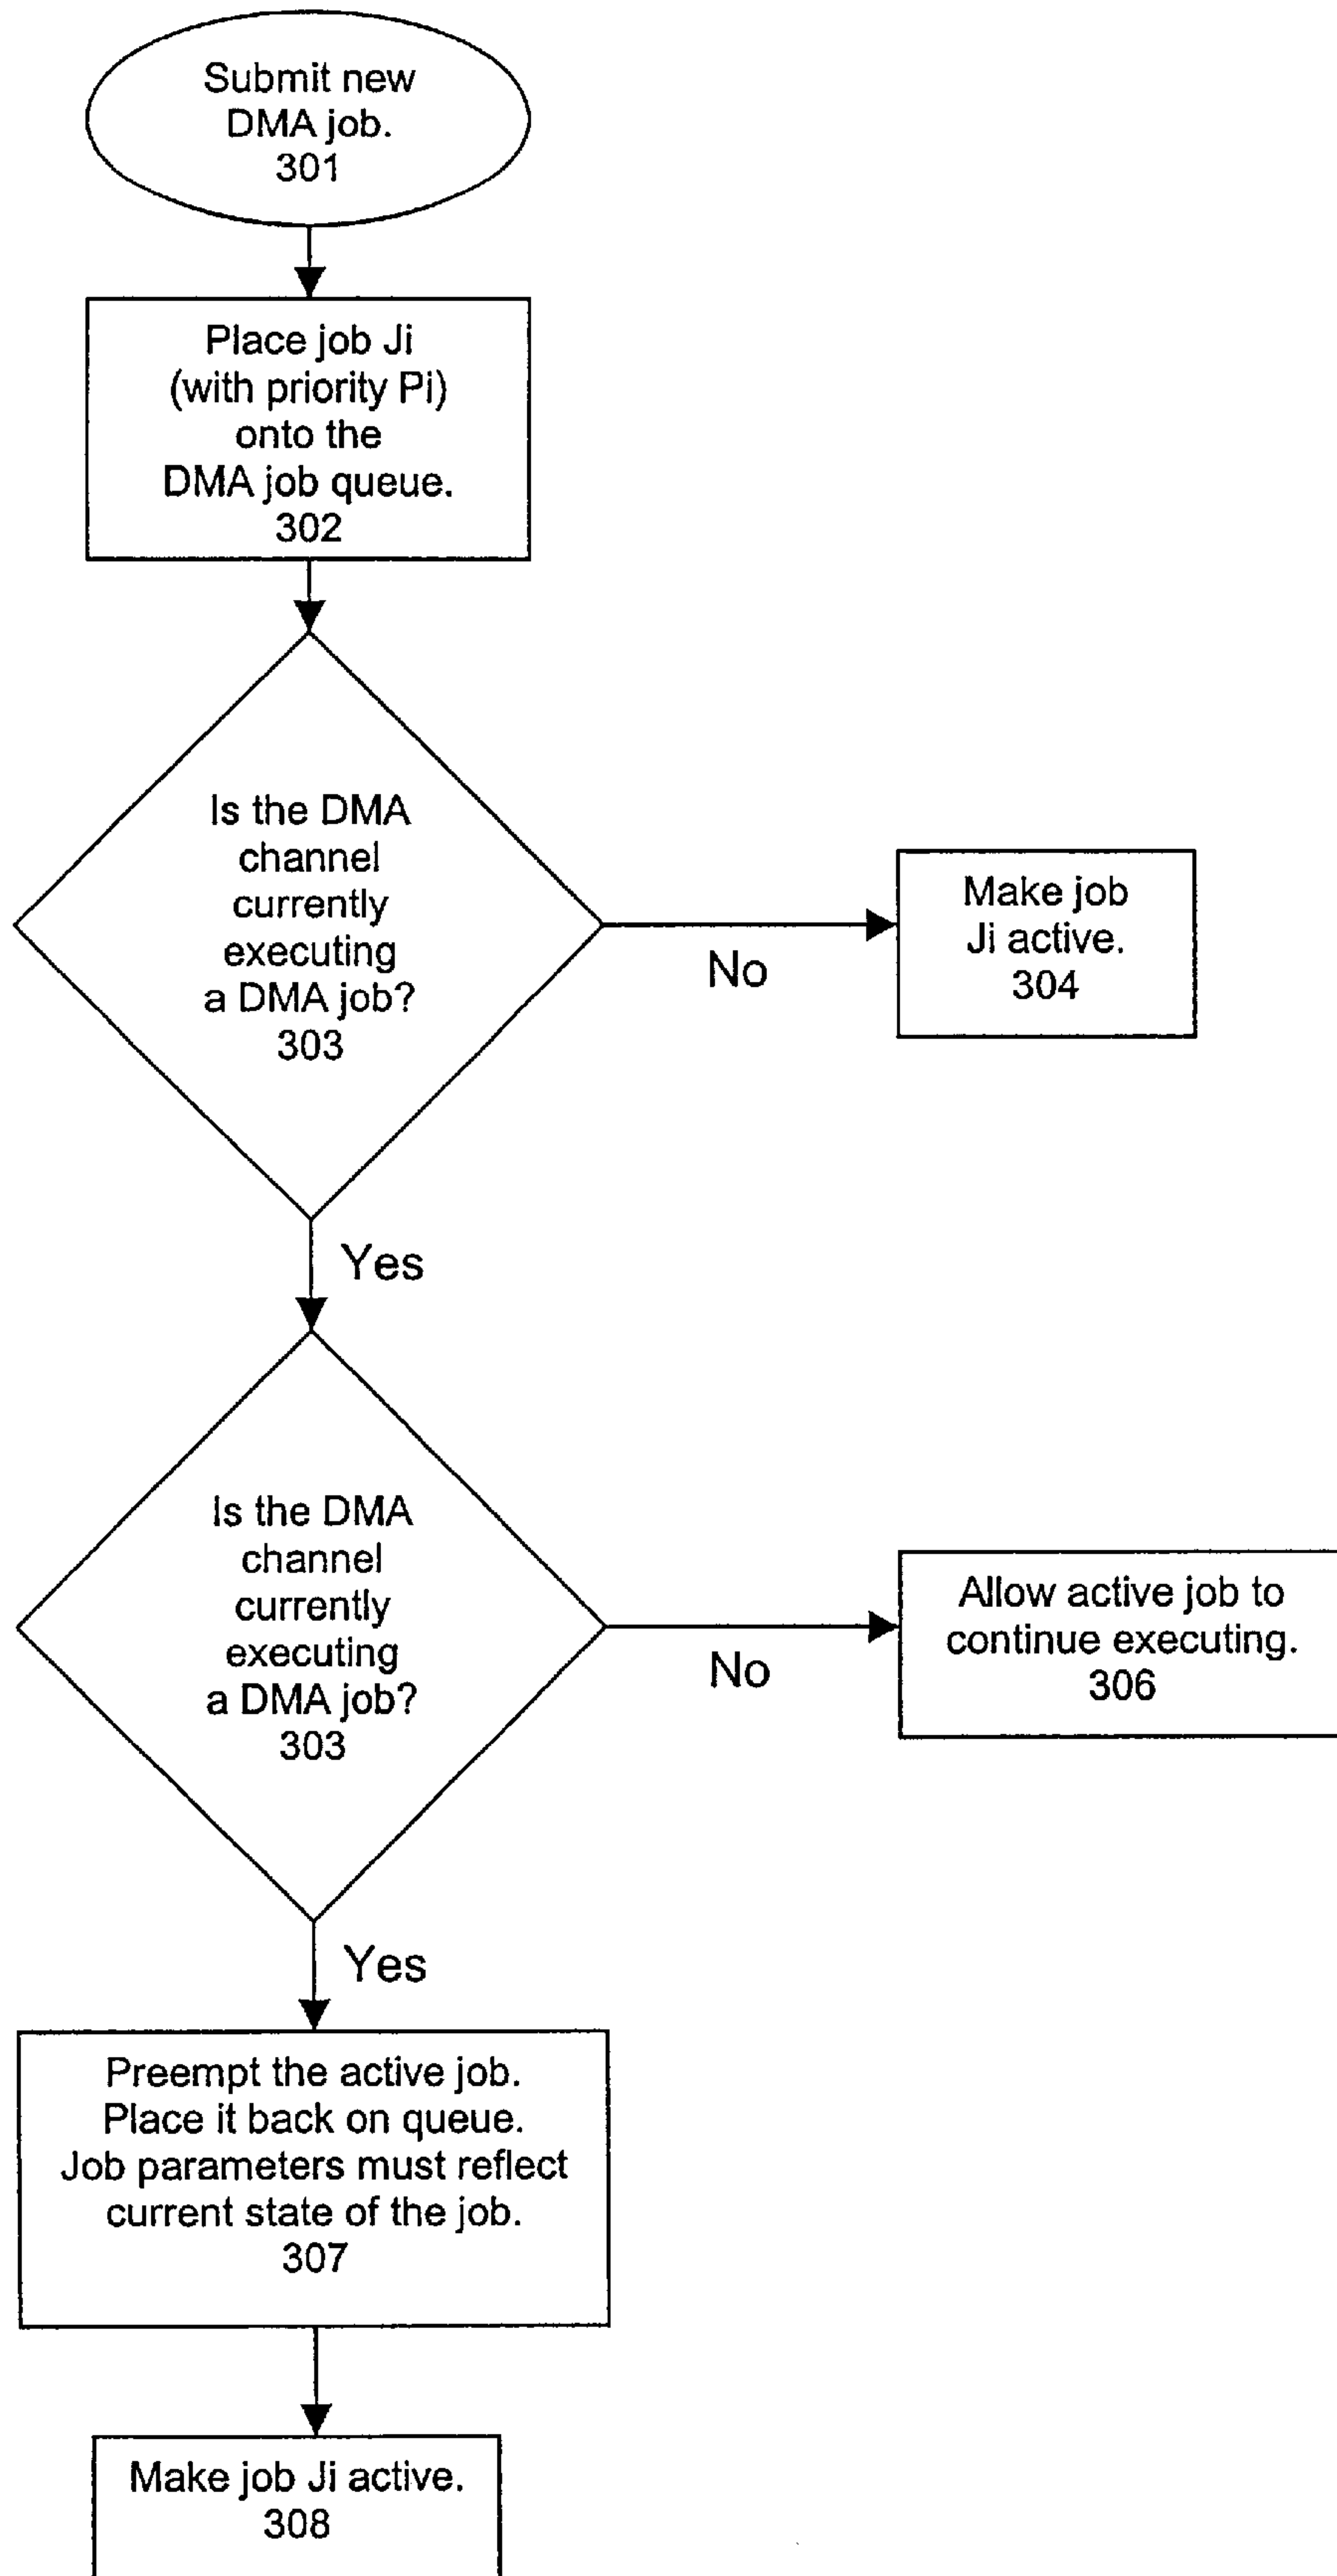 Submit new
DMA job.
301
Place job Ji
(with priority Pi)
onto the
DMA job queue.
302
Is the DMA
channel
currently
executing
a DMA job?
303
No
Make job
Ji active.
304
Yes
Is the DMA
channel
currently
executing
a DMA job?
303
No
Allow active job to
continue executing.
306
Yes
Preempt the active job.
Place it back on queue.
Job parameters must reflect
current state of the job.
307
Make job Ji active.
308